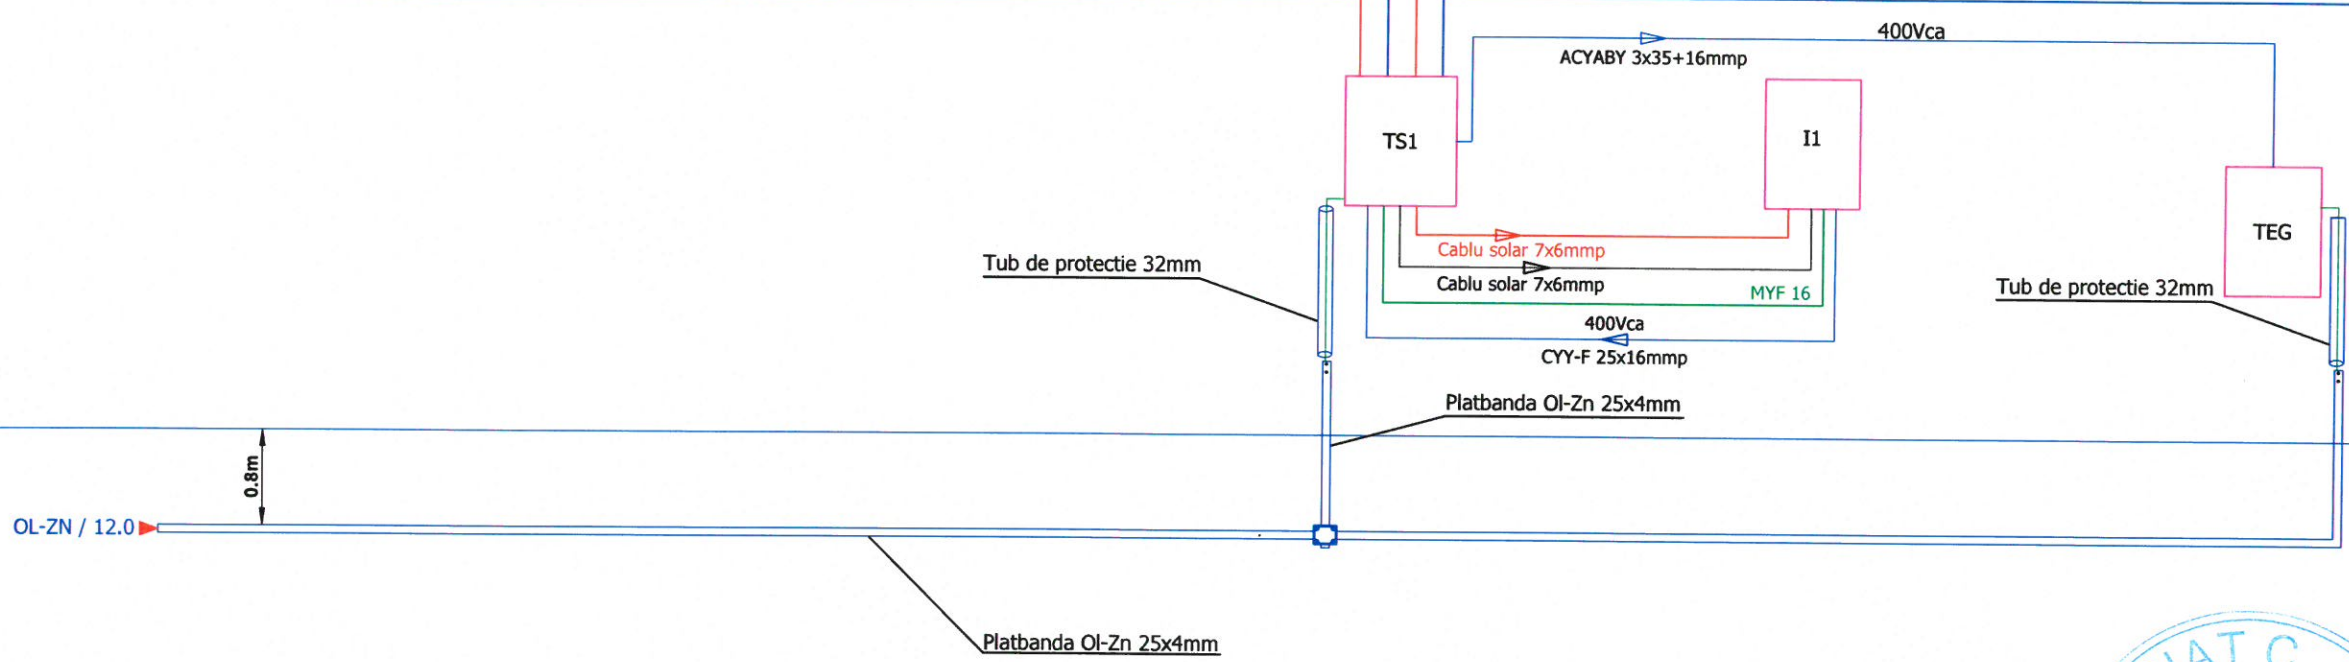 400Vca
ACYABY 3x35+16mmp
TS1
I1
TEG
Cablu solar 7x6mmp
Cablu solar 7x6mmp
MYF 16
400Vca
CYY-F 25x16mmp
Tub de protectie 32mm
Tub de protectie 32mm
Platbanda Ol-Zn 25x4mm
0.8m
OL-ZN / 12.0
Platbanda Ol-Zn 25x4mm